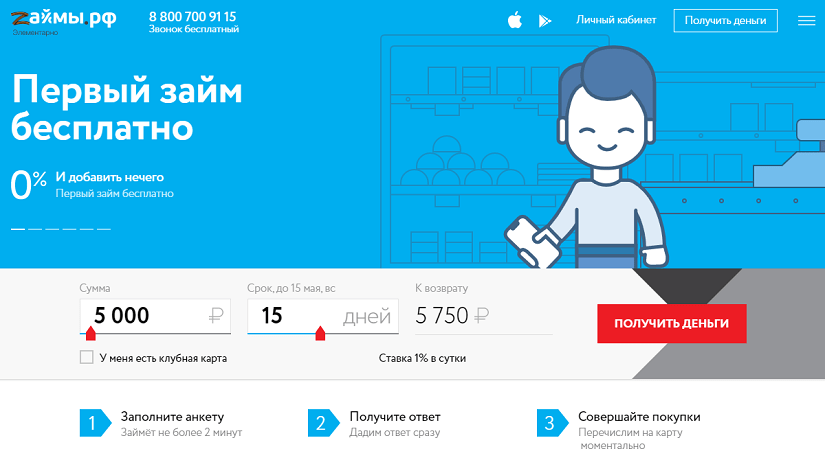 Zаймы.рф
Элементарно
8 800 700 91 15
Звонок бесплатный
Личный кабинет
Получить деньги
Первый займ
бесплатно
0%
И добавить нечего
Первый займ бесплатно
Сумма
5 000 ₽
Срок, до 15 мая, вс
15 дней
К возврату
5 750 ₽
ПОЛУЧИТЬ ДЕНЬГИ
У меня есть клубная карта
Ставка 1% в сутки
1
Заполните анкету
Займёт не более 2 минут
2
Получите ответ
Дадим ответ сразу
3
Совершайте покупки
Перечислим на карту
моментально